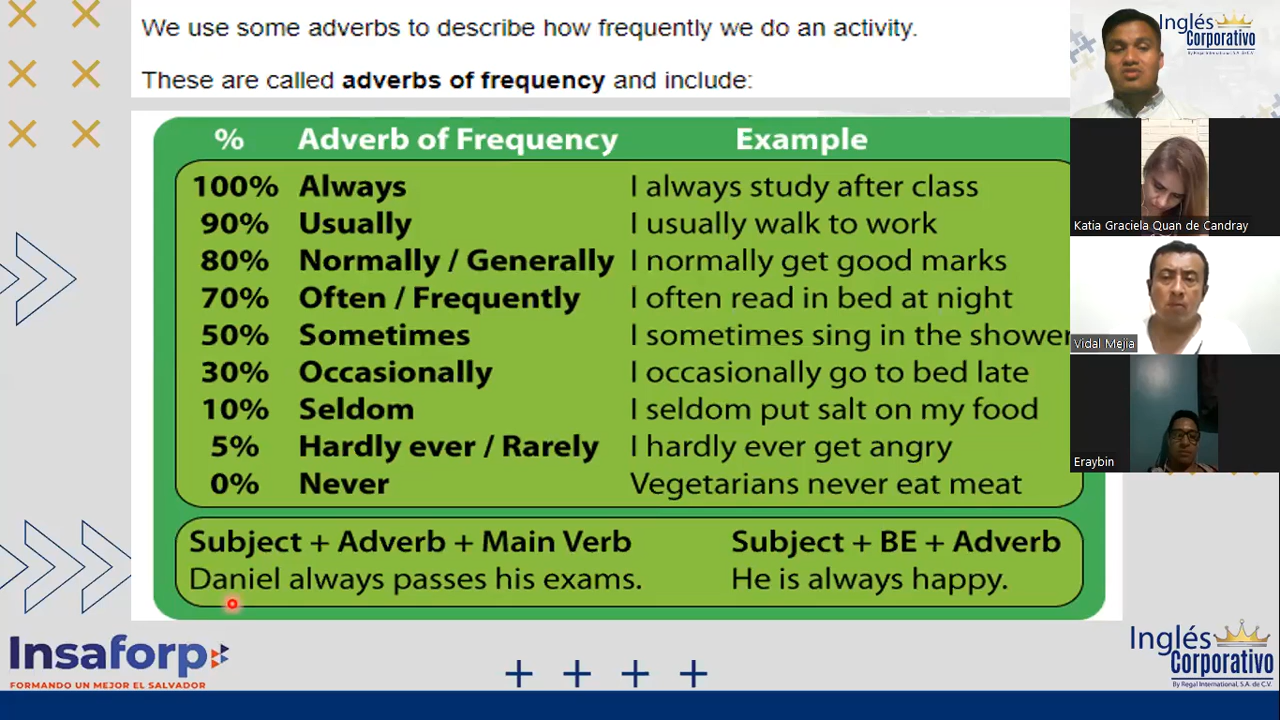 We use some adverbs to describe how frequently we do an activity.
These are called adverbs of frequency and include:
% Adverb of Frequency Example
100% Always I always study after class
90% Usually I usually walk to work
80% Normally / Generally I normally get good marks
70% Often / Frequently I often read in bed at night
50% Sometimes I sometimes sing in the shower
30% Occasionally I occasionally go to bed late
10% Seldom I seldom put salt on my food
5% Hardly ever / Rarely I hardly ever get angry
0% Never Vegetarians never eat meat
Subject + Adverb + Main Verb Subject + BE + Adverb
Daniel always passes his exams. He is always happy.
Inglés
Corporativo
By Regal International, S.A. de C.V.
Katia Graciela Quan de Candray
Vidal Mejia
Eraybin
Insaforp
FORMANDO UN MEJOR EL SALVADOR
Inglés
Corporativo
By Regal International, S.A. de C.V.